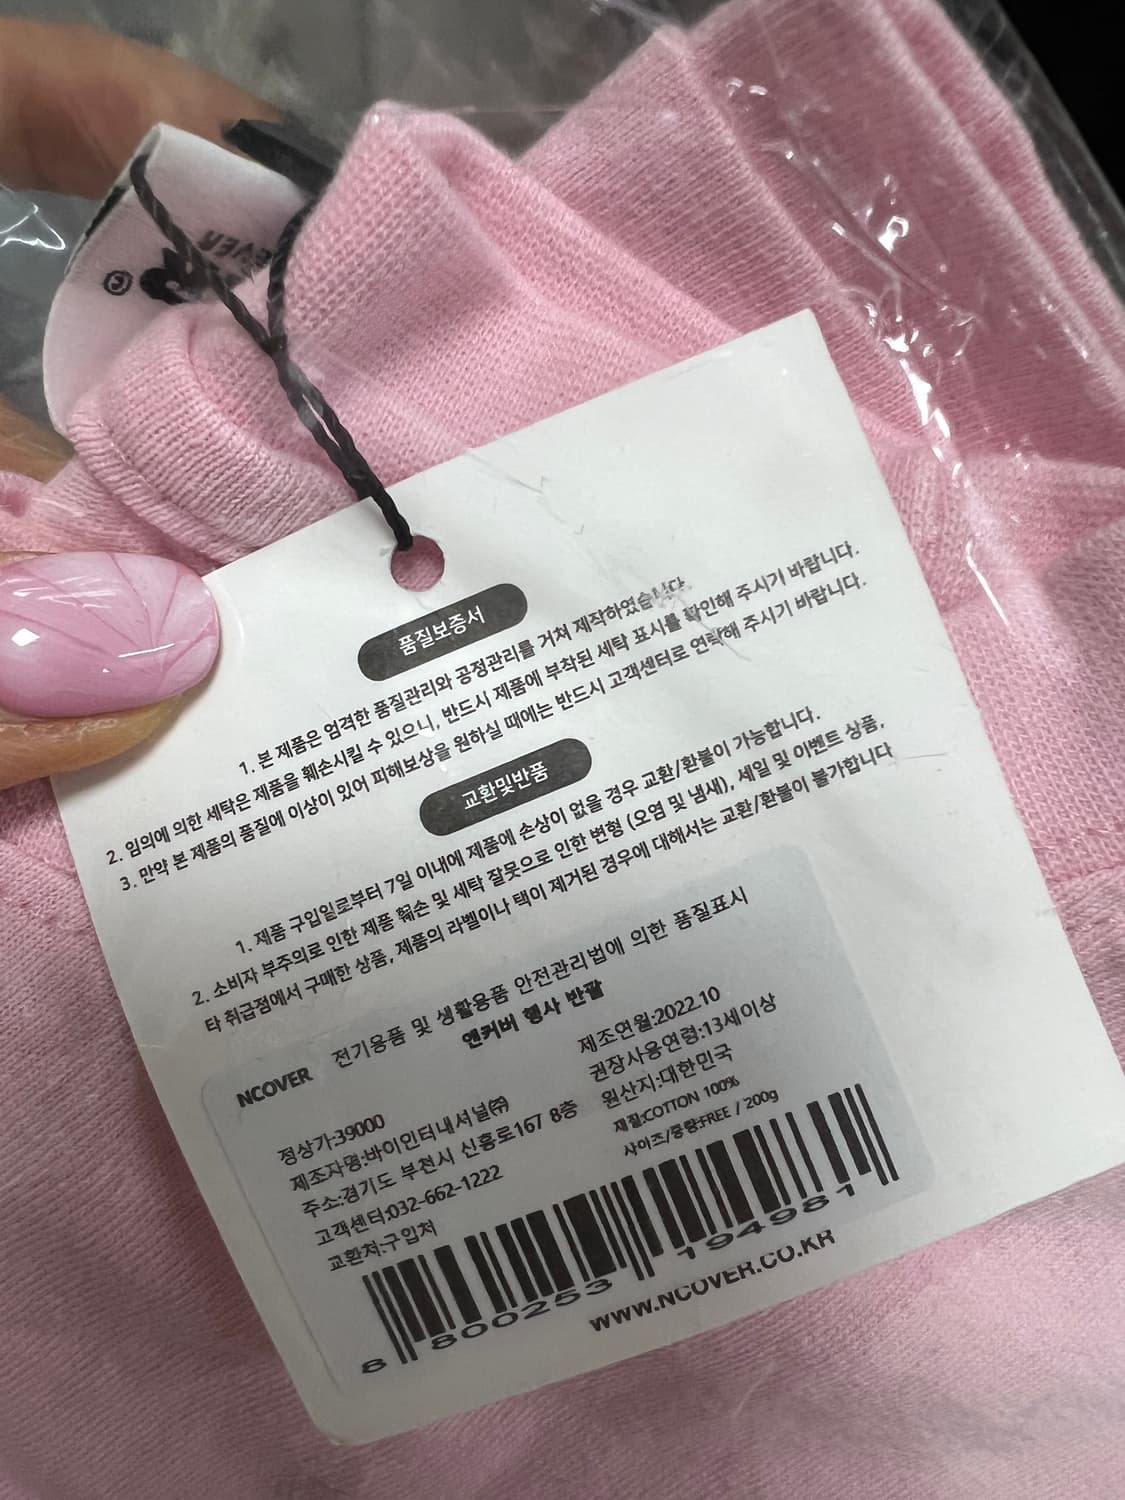 NCOVER
품질보증서
1. 본 제품은 엄격한 품질관리와 공정관리를 거쳐 제작하였습니다.
2. 임의에 의한 세탁은 제품을 훼손시킬 수 있으니, 반드시 제품에 부착된 세탁 표시를 확인해 주시기 바랍니다.
3. 만약 본 제품의 품질에 이상이 있어 피해보상을 원하실 때에는 반드시 고객센터로 연락해 주시기 바랍니다.
교환및반품
1. 제품 구입일로부터 7일 이내에 제품에 손상이 없을 경우 교환/환불이 가능합니다.
2. 소비자 부주의로 인한 제품 훼손 및 세탁 잘못으로 인한 변형 (오염 및 냄새), 세일 및 이벤트 상품,
타 취급점에서 구매한 상품, 제품의 라벨이나 택이 제거된 경우에 대해서는 교환/환불이 불가합니다
NCOVER 전기용품 및 생활용품 안전관리법에 의한 품질표시
앤커버 행사 반팔
정상가:39000
제조자명:바이인터내셔널㈜
주소:경기도 부천시 신흥로167 8층
고객센터:032-662-1222
교환처:구입처
제조연월:2022.10
권장사용연령:13세이상
원산지:대한민국
재질:COTTON 100%
사이즈/중량:FREE / 200g
8 800253 194981
WWW.NCOVER.CO.KR